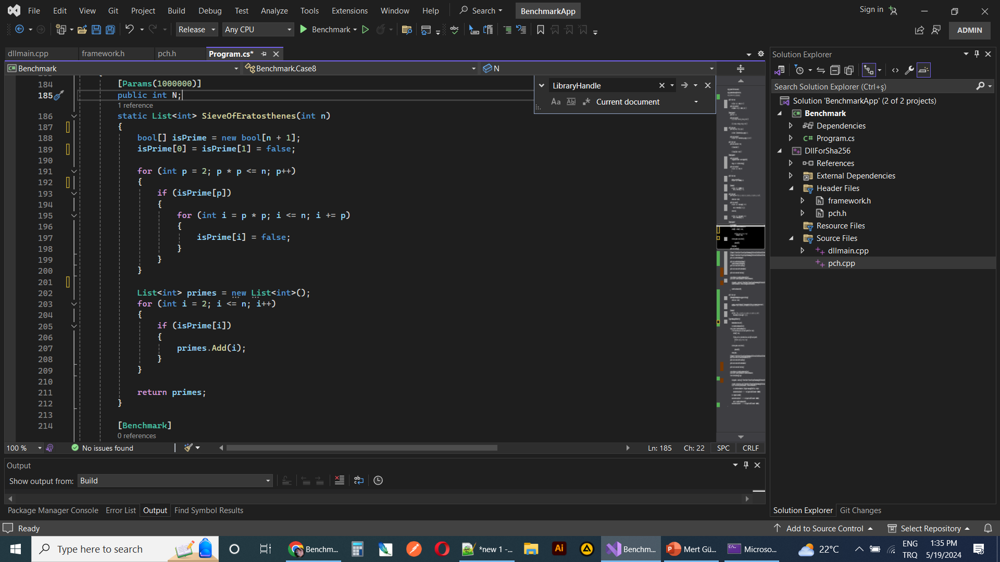 File Edit View Git Project Build Debug Test Analyze Tools Extensions Window Help Search BenchmarkApp Sign in
Release Any CPU Benchmark ADMIN
dllmain.cpp framework.h pch.h Program.cs*
Benchmark Benchmark.Case8 N
184 [Params(1000000)]
185 public int N;
1 reference
186 static List<int> SieveOfEratosthenes(int n)
187 {
188 bool[] isPrime = new bool[n + 1];
189 isPrime[0] = isPrime[1] = false;
190
191 for (int p = 2; p * p <= n; p++)
192 {
193 if (isPrime[p])
194 {
195 for (int i = p * p; i <= n; i += p)
196 {
197 isPrime[i] = false;
198 }
199 }
200 }
201
202 List<int> primes = new List<int>();
203 for (int i = 2; i <= n; i++)
204 {
205 if (isPrime[i])
206 {
207 primes.Add(i);
208 }
209 }
210
211 return primes;
212 }
213
214 [Benchmark]
0 references
LibraryHandle
Aa Ab| .* Current document
100 % No issues found Ln: 185 Ch: 22 SPC CRLF
Output
Show output from: Build
Package Manager Console Error List Output Find Symbol Results
Solution Explorer
Search Solution Explorer (Ctrl+ş)
Solution 'BenchmarkApp' (2 of 2 projects)
Benchmark
Dependencies
C# Program.cs
DllForSha256
References
External Dependencies
Header Files
framework.h
pch.h
Resource Files
Source Files
dllmain.cpp
pch.cpp
Solution Explorer Git Changes
Ready Add to Source Control Select Repository
Type here to search Benchm... *new 1 -... Ai Benchm... Mert Gü... Microso... 22°C ENG TRQ 1:35 PM 5/19/2024